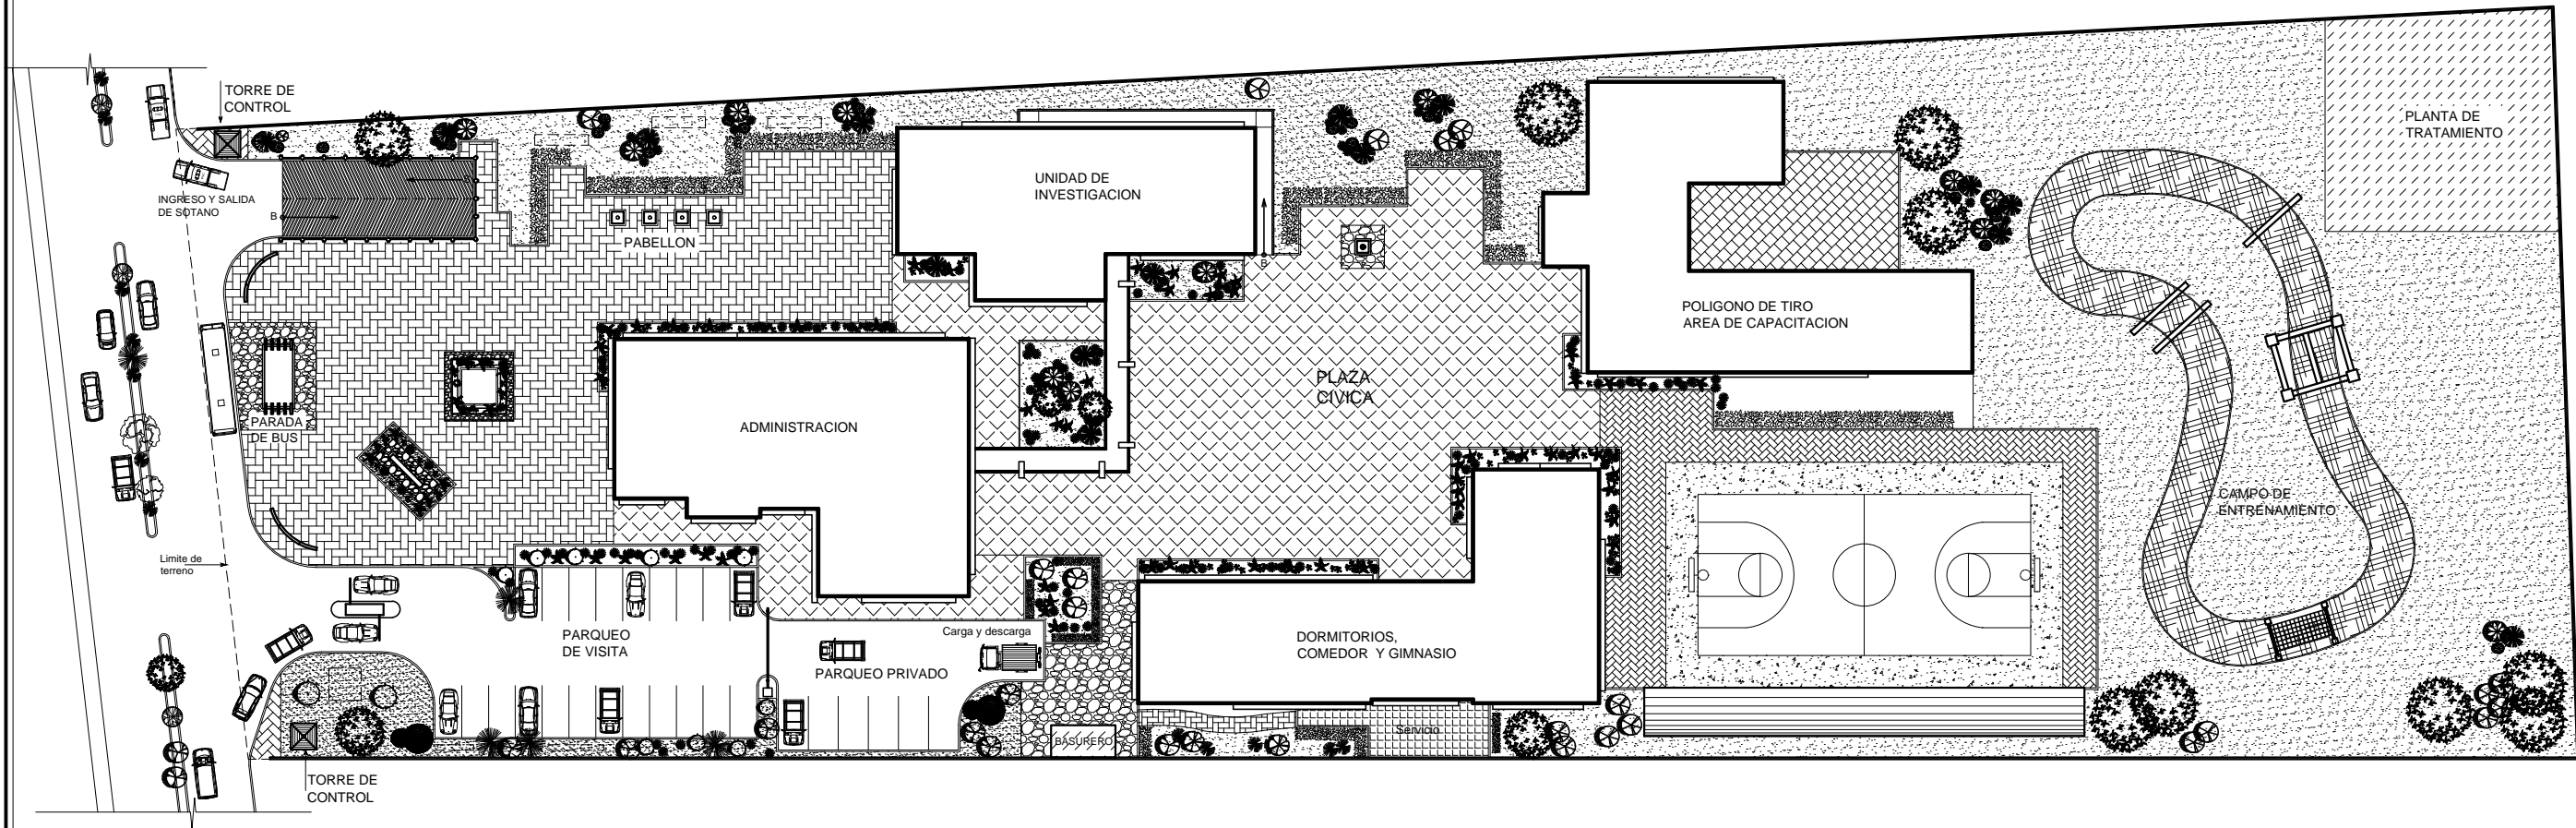 TORRE DE
CONTROL
INGRESO Y SALIDA
DE SOTANO
B
B
PABELLON
UNIDAD DE
INVESTIGACION
B
PLANTA DE
TRATAMIENTO
POLIGONO DE TIRO
AREA DE CAPACITACION
PLAZA
CIVICA
PARADA
DE BUS
ADMINISTRACION
CAMPO DE
ENTRENAMIENTO
Limite de
terreno
PARQUEO
DE VISITA
Carga y descarga
PARQUEO PRIVADO
DORMITORIOS,
COMEDOR Y GIMNASIO
BASURERO
Servicio
TORRE DE
CONTROL